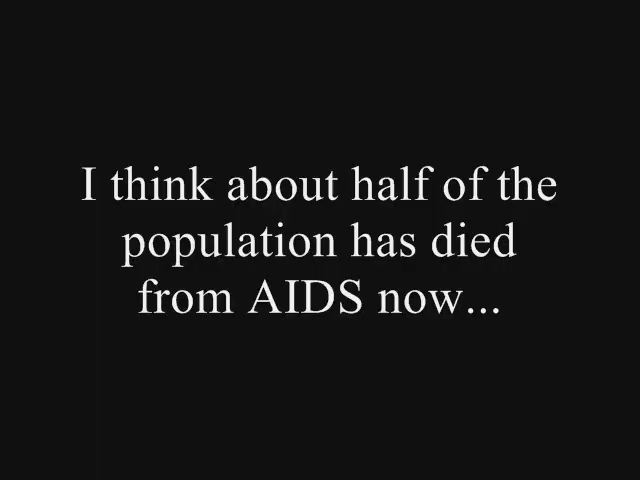 I think about half of the
population has died
from AIDS now...